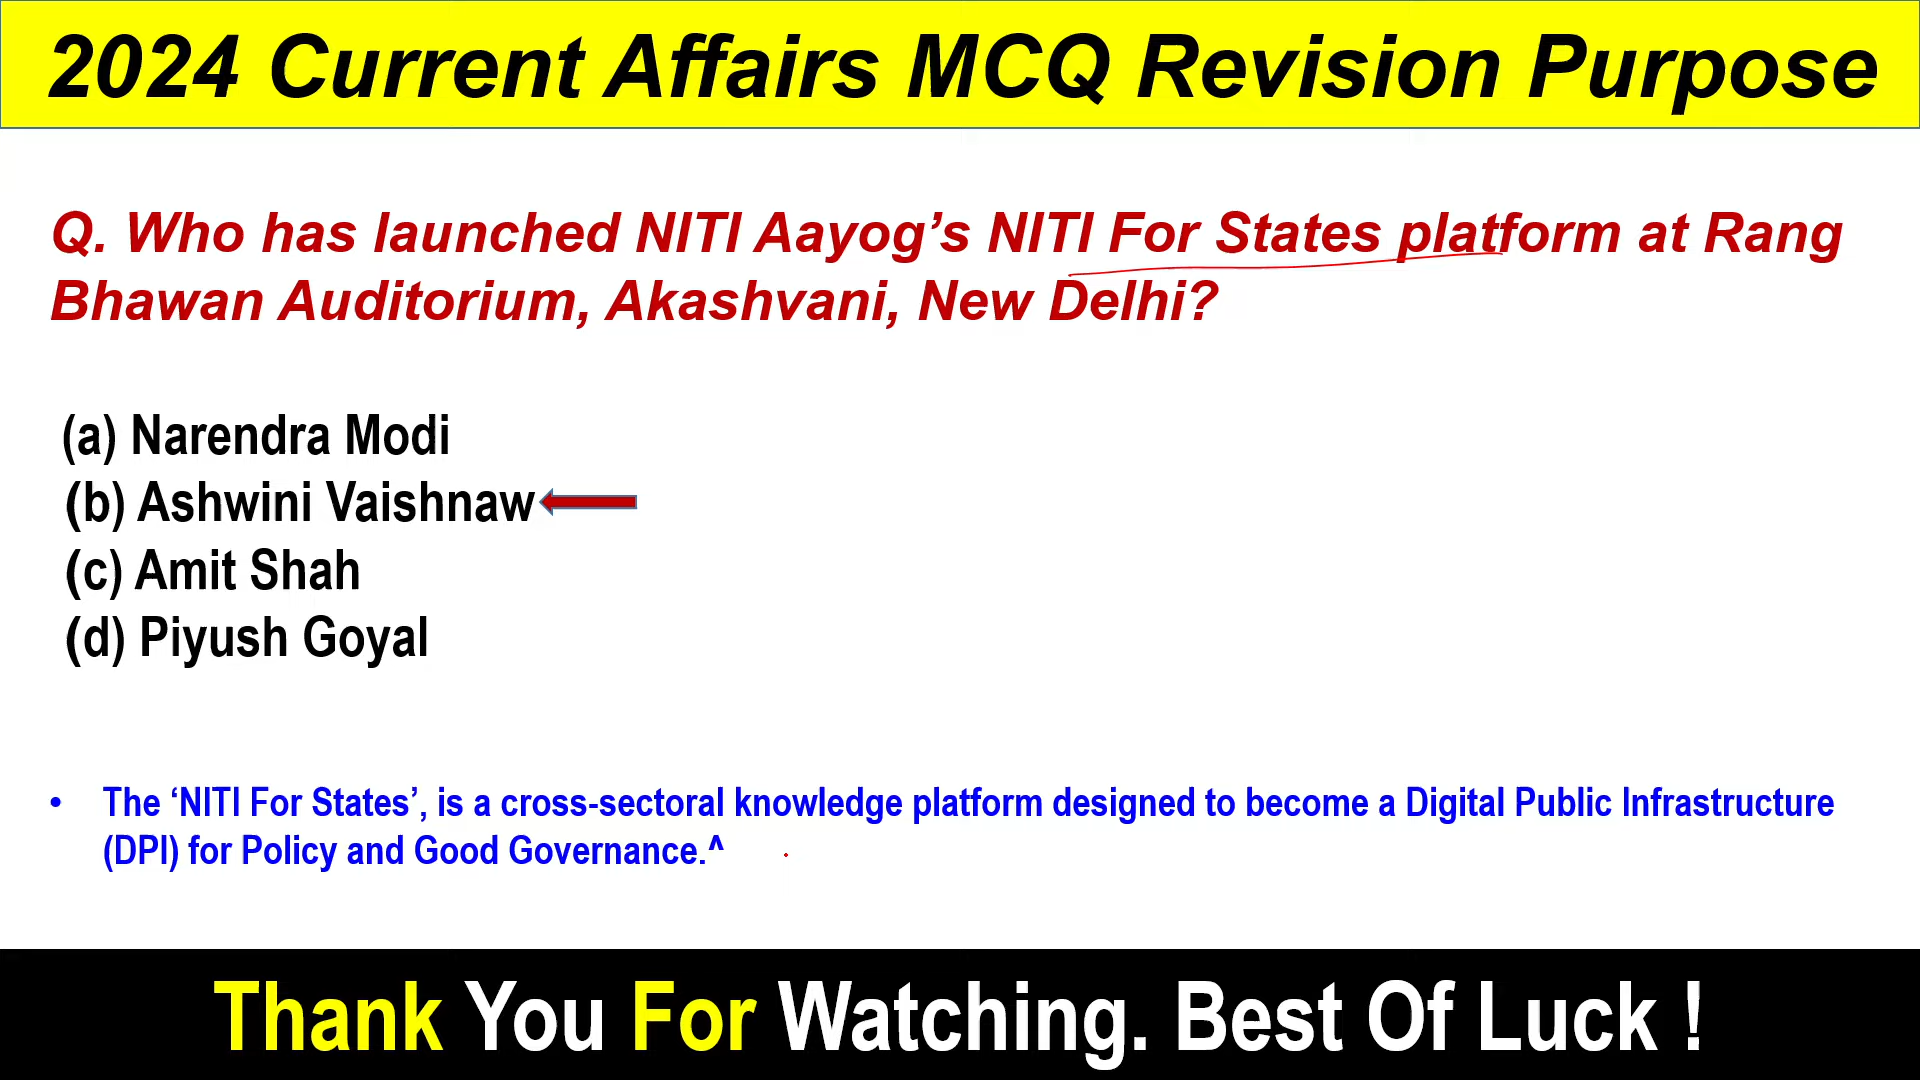 2024 Current Affairs MCQ Revision Purpose
Q. Who has launched NITI Aayog’s NITI For States platform at Rang
Bhawan Auditorium, Akashvani, New Delhi?
(a) Narendra Modi
(b) Ashwini Vaishnaw
(c) Amit Shah
(d) Piyush Goyal
• The ‘NITI For States’, is a cross-sectoral knowledge platform designed to become a Digital Public Infrastructure
(DPI) for Policy and Good Governance.^
Thank You For Watching. Best Of Luck !